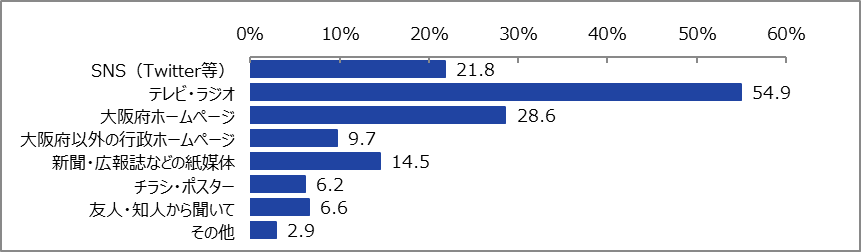 0% 10% 20% 30% 40% 50% 60%
SNS（Twitter等） 21.8
テレビ・ラジオ 54.9
大阪府ホームページ 28.6
大阪府以外の行政ホームページ 9.7
新聞・広報誌などの紙媒体 14.5
チラシ・ポスター 6.2
友人・知人から聞いて 6.6
その他 2.9